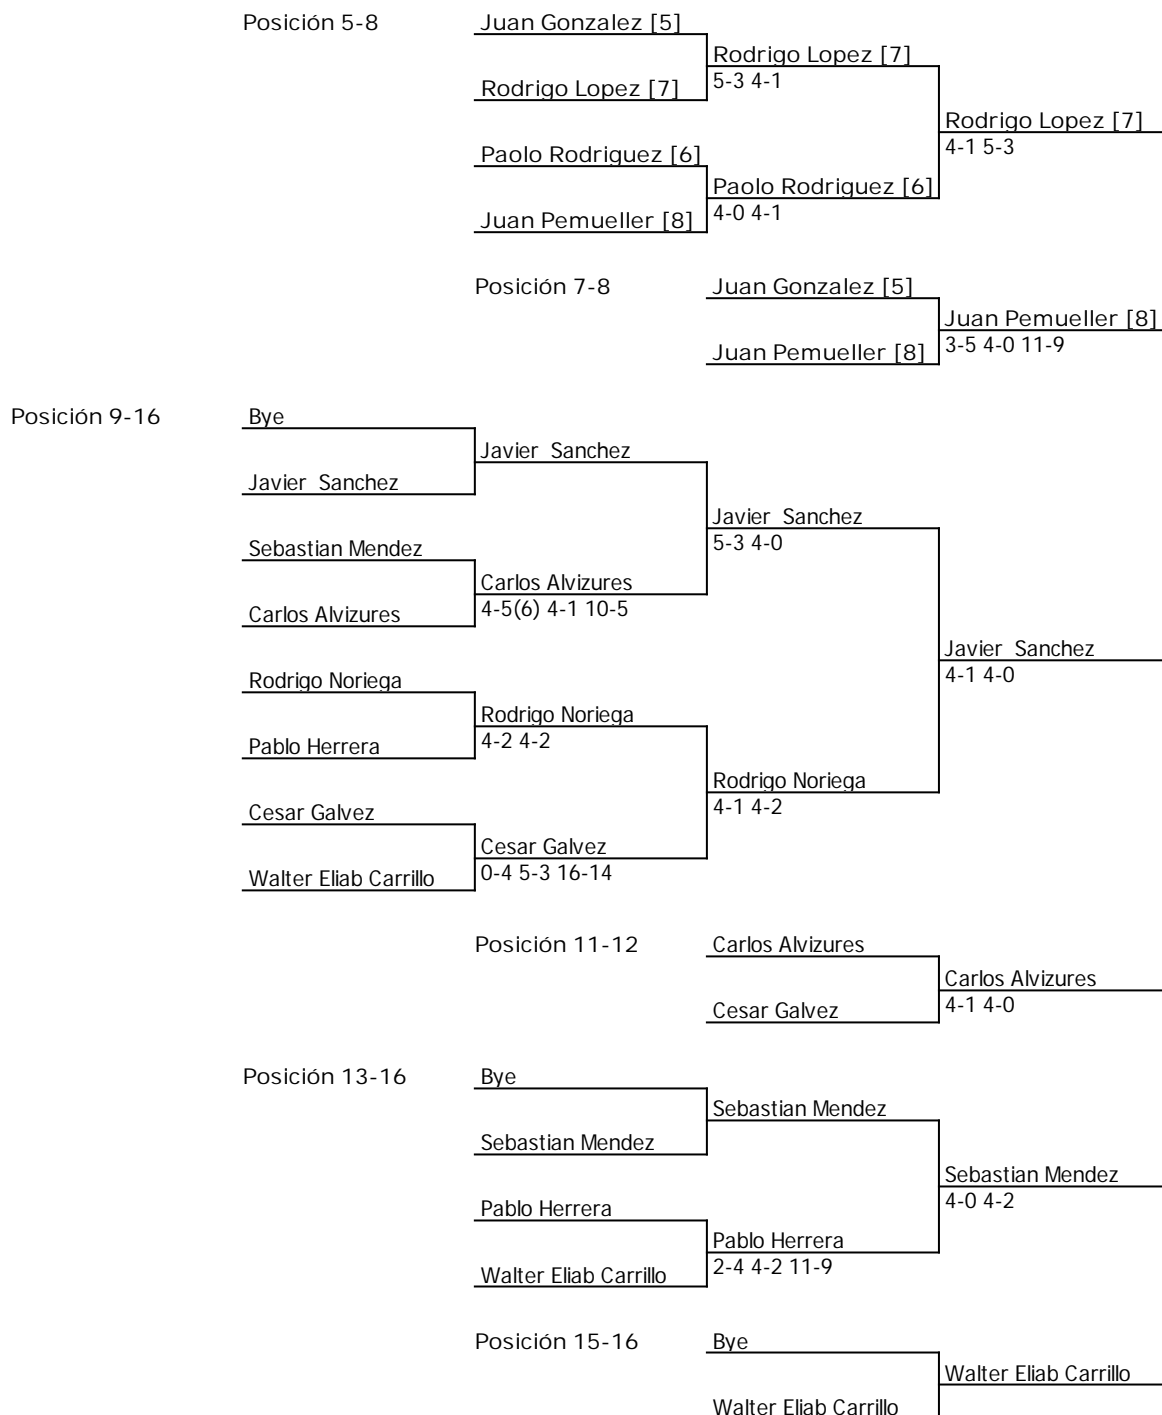 Posición 5-8
Juan Gonzalez [5]
Rodrigo Lopez [7]
5-3 4-1
Rodrigo Lopez [7]
Rodrigo Lopez [7]
4-1 5-3
Paolo Rodriguez [6]
Paolo Rodriguez [6]
4-0 4-1
Juan Pemueller [8]
Posición 7-8
Juan Gonzalez [5]
Juan Pemueller [8]
3-5 4-0 11-9
Juan Pemueller [8]
Posición 9-16
Bye
Javier Sanchez
Javier Sanchez
Javier Sanchez
5-3 4-0
Sebastian Mendez
Carlos Alvizures
4-5(6) 4-1 10-5
Carlos Alvizures
Javier Sanchez
4-1 4-0
Rodrigo Noriega
Rodrigo Noriega
4-2 4-2
Pablo Herrera
Rodrigo Noriega
4-1 4-2
Cesar Galvez
Cesar Galvez
0-4 5-3 16-14
Walter Eliab Carrillo
Posición 11-12
Carlos Alvizures
Carlos Alvizures
4-1 4-0
Cesar Galvez
Posición 13-16
Bye
Sebastian Mendez
Sebastian Mendez
Sebastian Mendez
4-0 4-2
Pablo Herrera
Pablo Herrera
2-4 4-2 11-9
Walter Eliab Carrillo
Posición 15-16
Bye
Walter Eliab Carrillo
Walter Eliab Carrillo